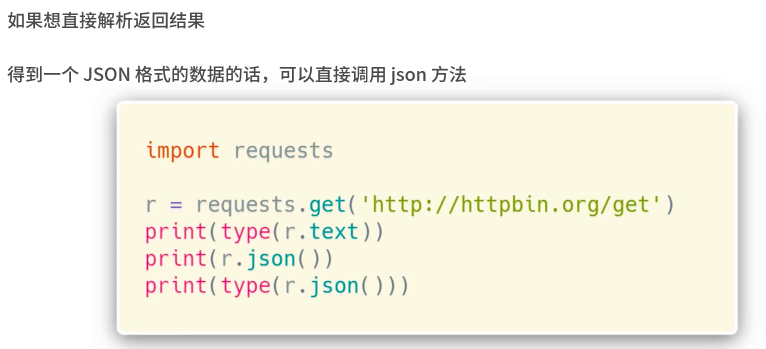 如果想直接解析返回结果
得到一个 JSON 格式的数据的话，可以直接调用 json 方法
import requests
r = requests.get('http://httpbin.org/get')
print(type(r.text))
print(r.json())
print(type(r.json()))